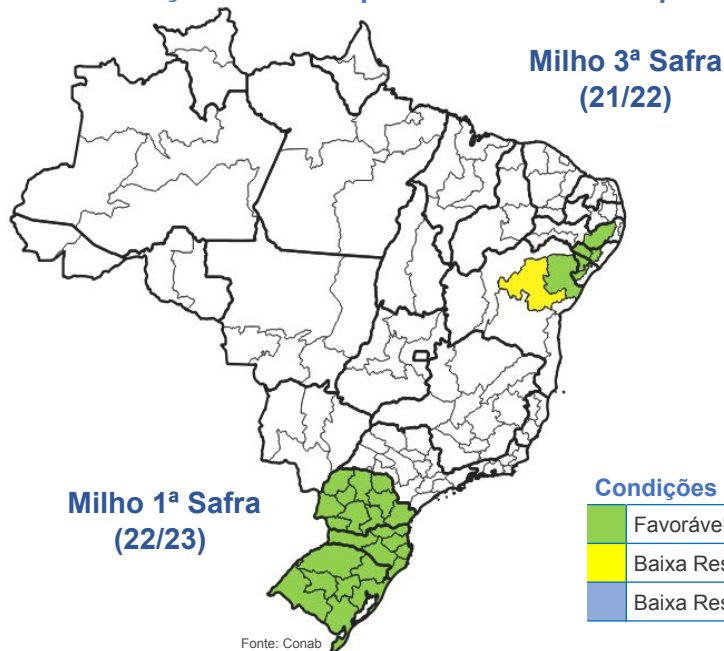 Milho 3ª Safra
(21/22)
Milho 1ª Safra
(22/23)
Condições
Favorável
Baixa Res
Baixa Res
Fonte: Conab